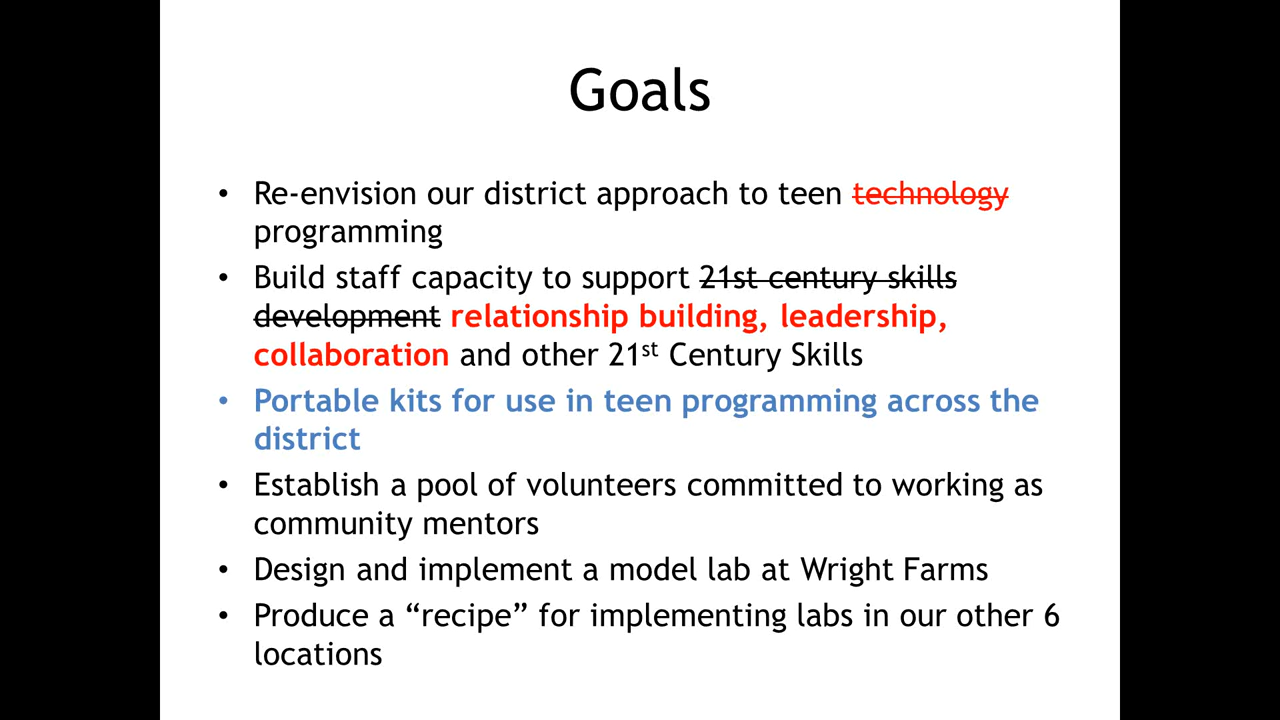 Goals
• Re-envision our district approach to teen technology
programming
• Build staff capacity to support 21st century skills
development relationship building, leadership,
collaboration and other 21st Century Skills
• Portable kits for use in teen programming across the
district
• Establish a pool of volunteers committed to working as
community mentors
• Design and implement a model lab at Wright Farms
• Produce a “recipe” for implementing labs in our other 6
locations